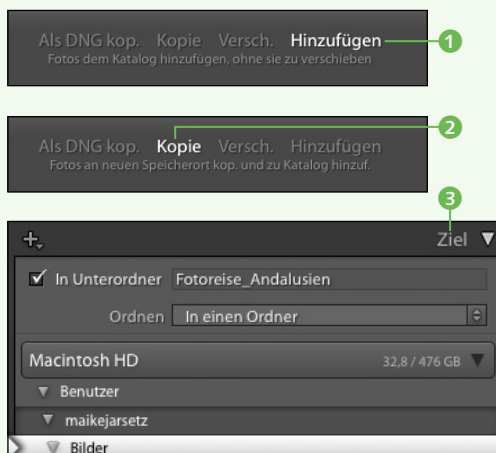 Als DNG kop. Kopie Versch. Hinzufügen 1
Fotos dem Katalog hinzufügen, ohne sie zu verschieben
2
Als DNG kop. Kopie Versch. Hinzufügen
Fotos an neuen Speicherort kop. und zu Katalog hinzuf.
3
Ziel
In Unterordner Fotoreise_Andalusien
Ordnen In einen Ordner
Macintosh HD 32,8 / 476 GB
Benutzer
maikejarsetz
Bilder